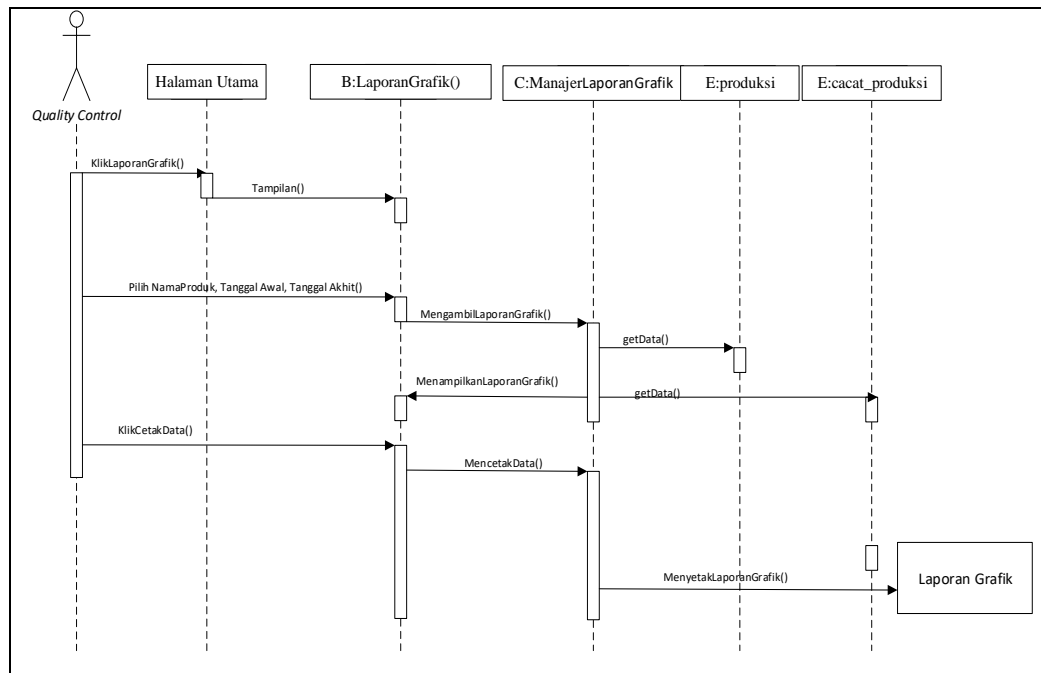 Quality Control
Halaman Utama
B:LaporanGrafik()
C:ManajerLaporanGrafik
E:produksi
E:cacat_produksi
KlikLaporanGrafik()
Tampilan()
Pilih NamaProduk, Tanggal Awal, Tanggal Akhit()
MengambilLaporanGrafik()
getData()
MenampilkanLaporanGrafik()
getData()
KlikCetakData()
MencetakData()
MenyetakLaporanGrafik()
Laporan Grafik